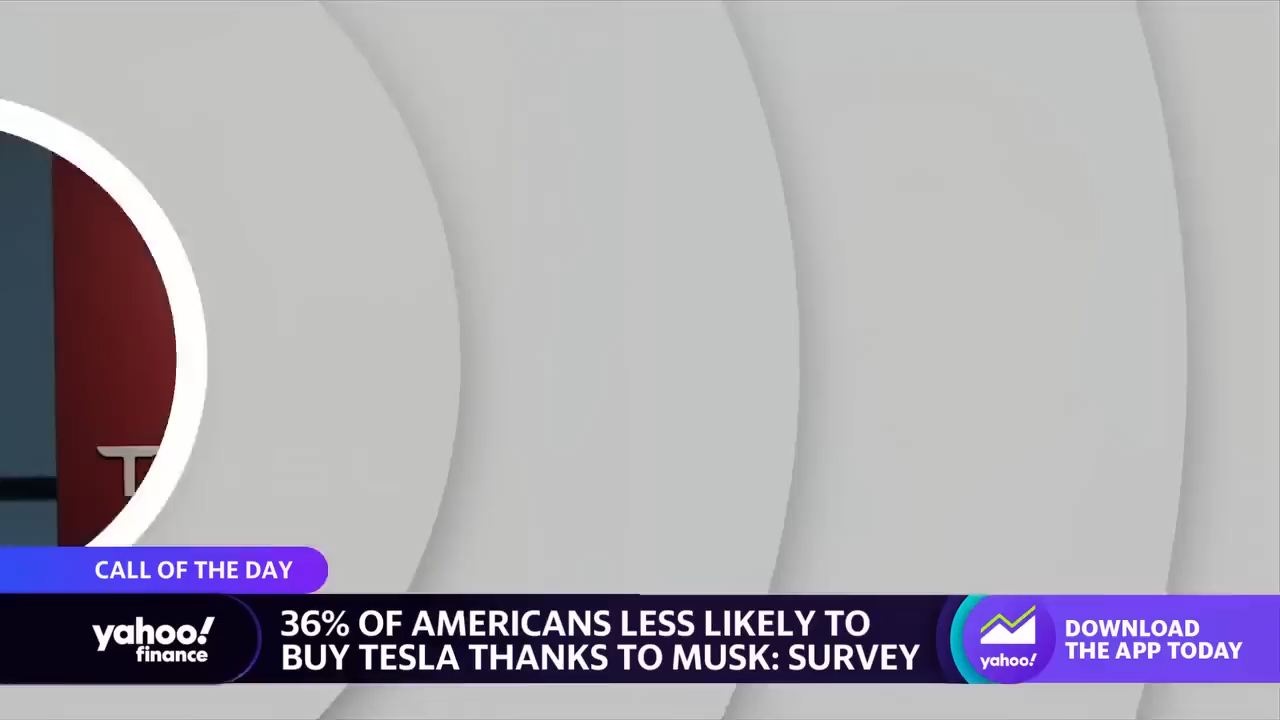 T
CALL OF THE DAY
yahoo!
finance
36% OF AMERICANS LESS LIKELY TO
BUY TESLA THANKS TO MUSK: SURVEY
yahoo!
DOWNLOAD
THE APP TODAY